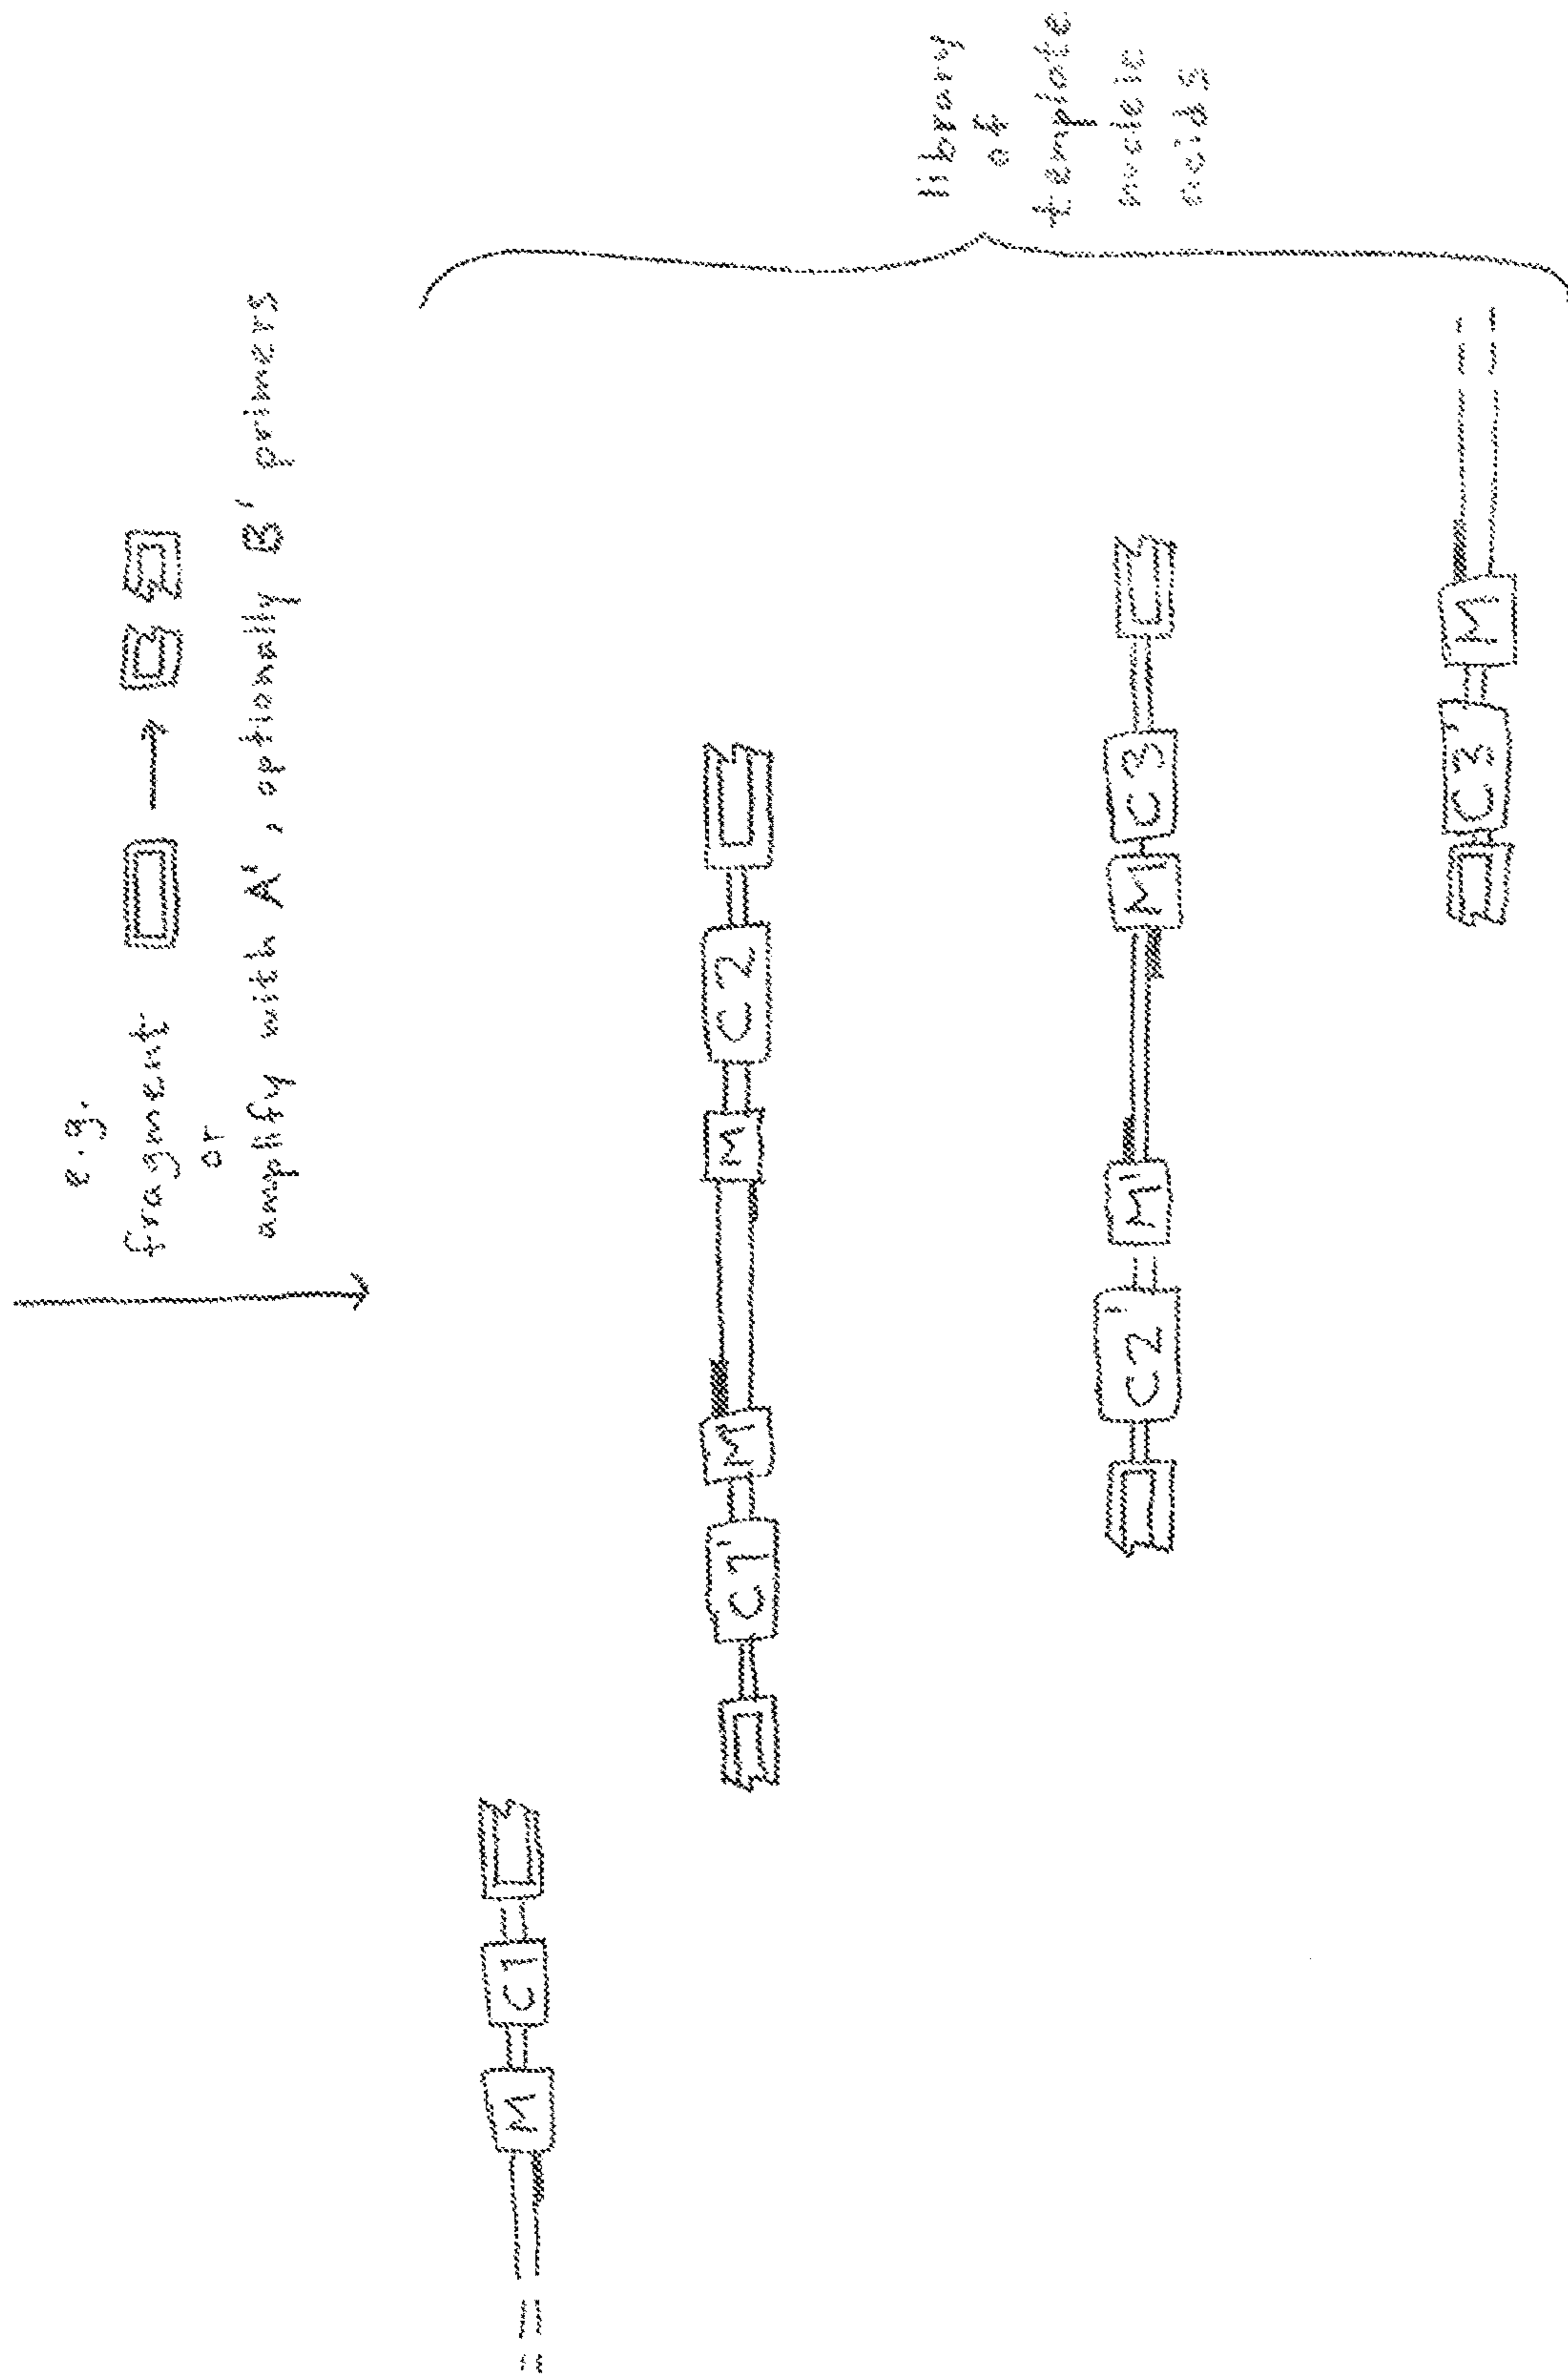 e.g.
fragment
or
amplify with A', optionally B' primers
M C1
C1' M M C2
C2' M' M C3
C3' M
library
of
template
nucleic
acids